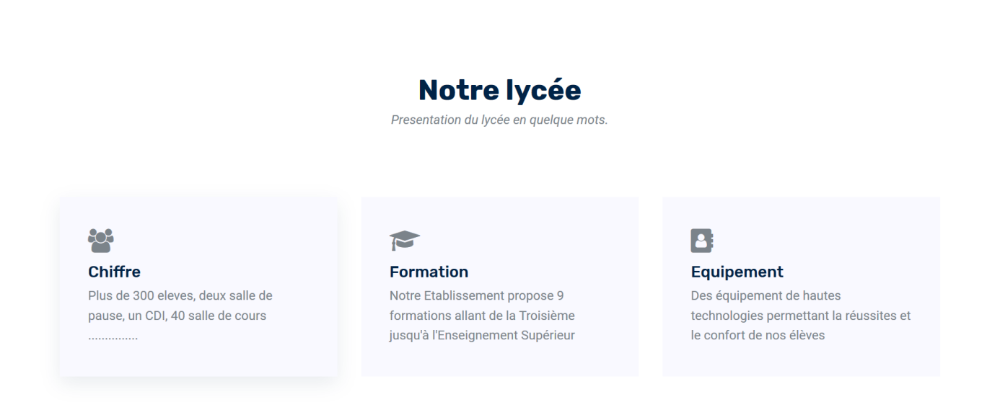 Notre lycée
Presentation du lycée en quelque mots.
Chiffre
Plus de 300 eleves, deux salle de
pause, un CDI, 40 salle de cours
...............
Formation
Notre Etablissement propose 9
formations allant de la Troisième
jusqu'à l'Enseignement Supérieur
Equipement
Des équipement de hautes
technologies permettant la réussites et
le confort de nos élèves